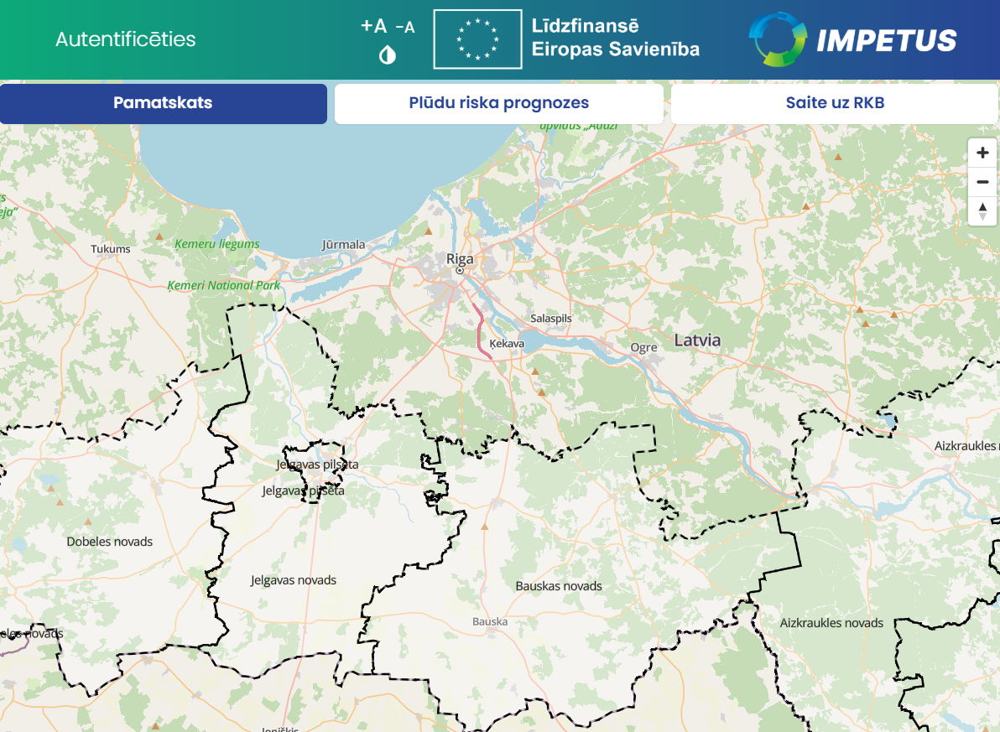 Autentificēties
+A -A
Līdzfinansē
Eiropas Savienība
IMPETUS
Pamatskats
Plūdu riska prognozes
Saite uz RKB
apvidus „Ādaži
eja”
Tukums
Ķemeru liegums
Jūrmala
Riga
Ķemeri National Park
Salaspils
Ķekava
Ogre
Latvia
Aizkraukles
Jelgavas pilsēta
Jelgavas pilsēta
Dobeles novads
Jelgavas novads
Bauskas novads
Bauska
Aizkraukles novads
eles novads
Joniškis